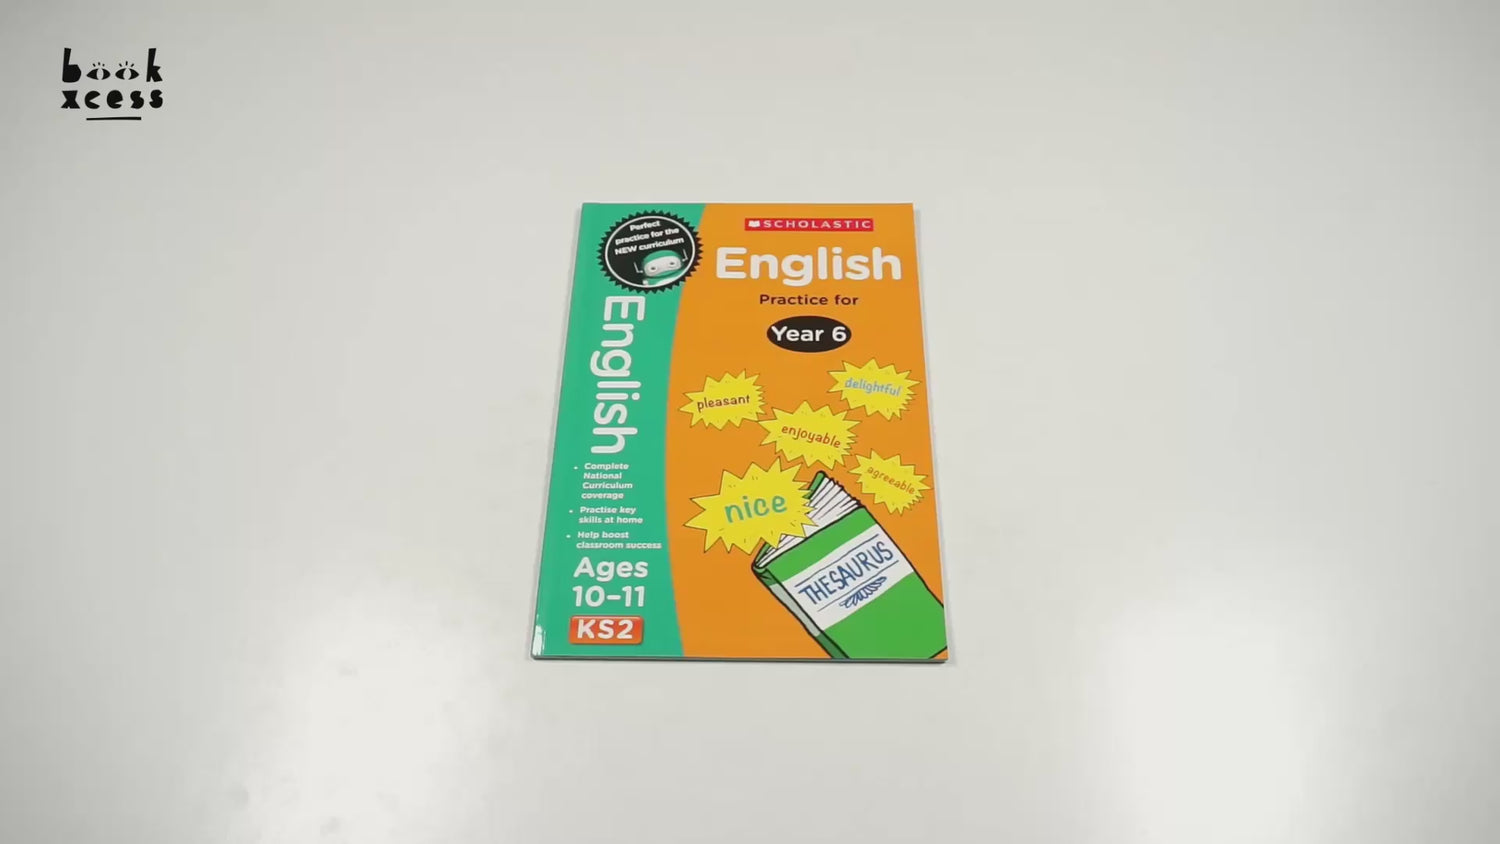 book
xcess
Perfect
practice for the
NEW curriculum
English
• Complete
National
Curriculum
coverage
• Practise key
skills at home
• Help boost
classroom success
Ages
10–11
KS2
SCHOLASTIC
English
Practice for
Year 6
delightful
pleasant
enjoyable
agreeable
nice
THESAURUS